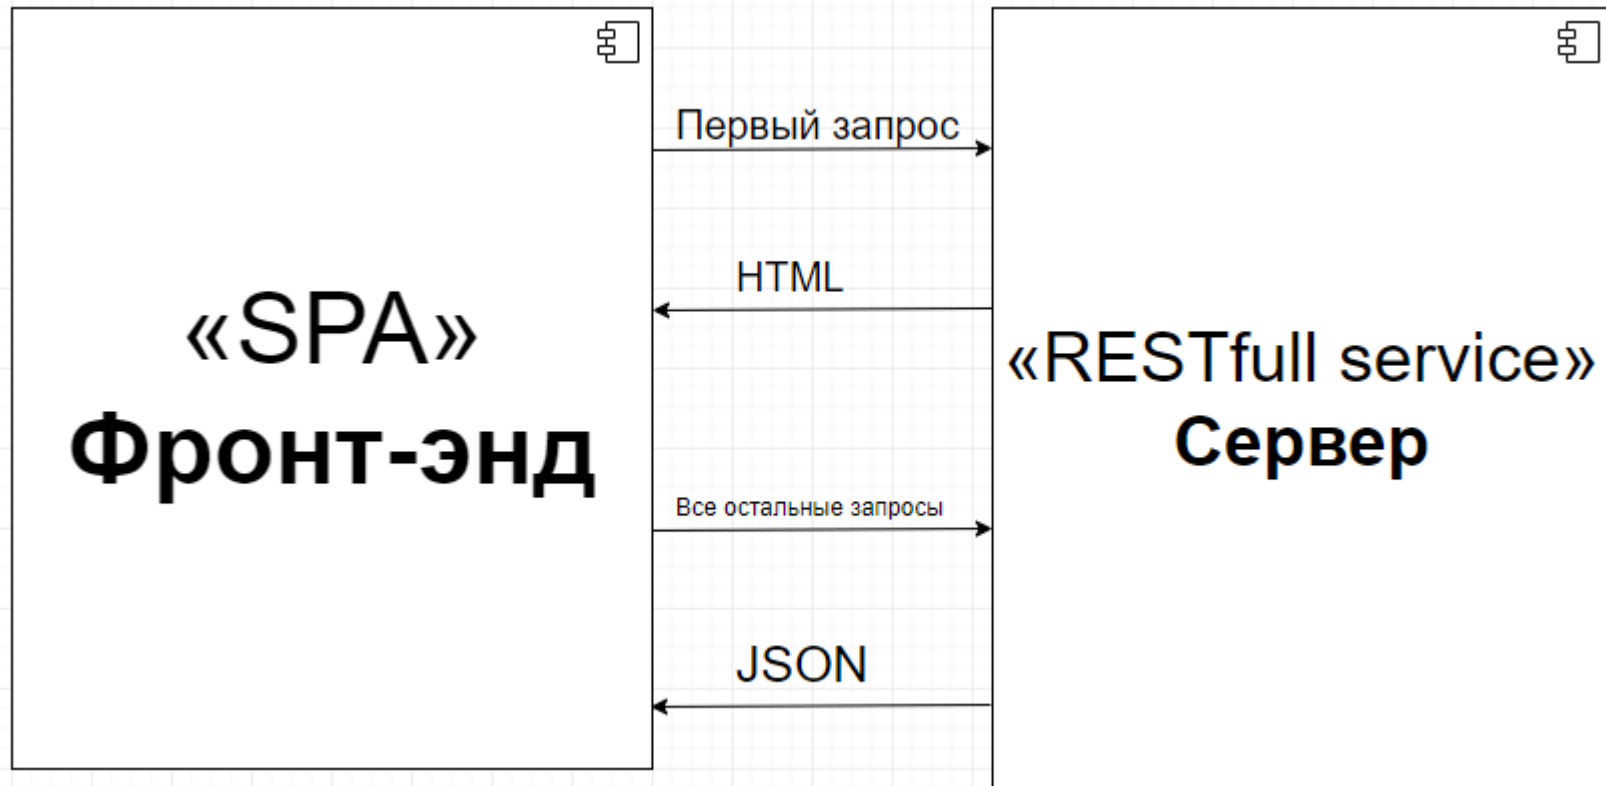 «SPA»
Фронт-энд
Первый запрос
HTML
Все остальные запросы
JSON
«RESTfull service»
Сервер